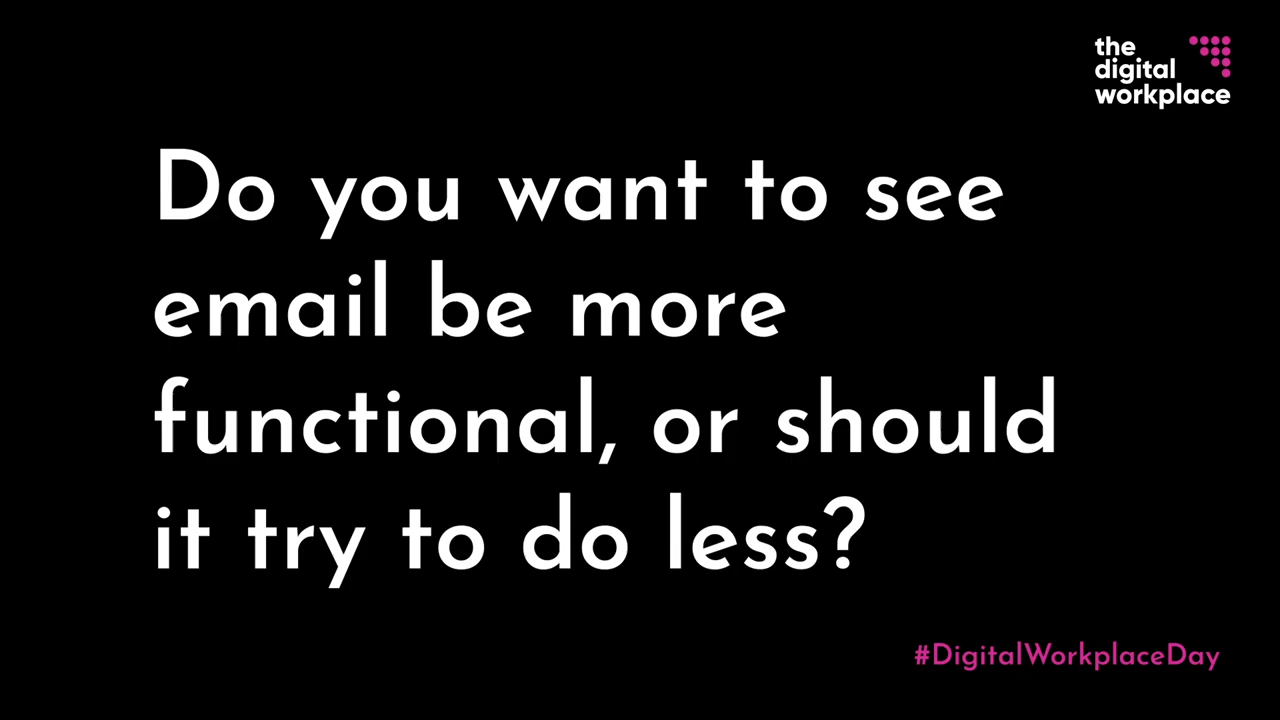 the
digital
workplace
Do you want to see
email be more
functional, or should
it try to do less?
#DigitalWorkplaceDay